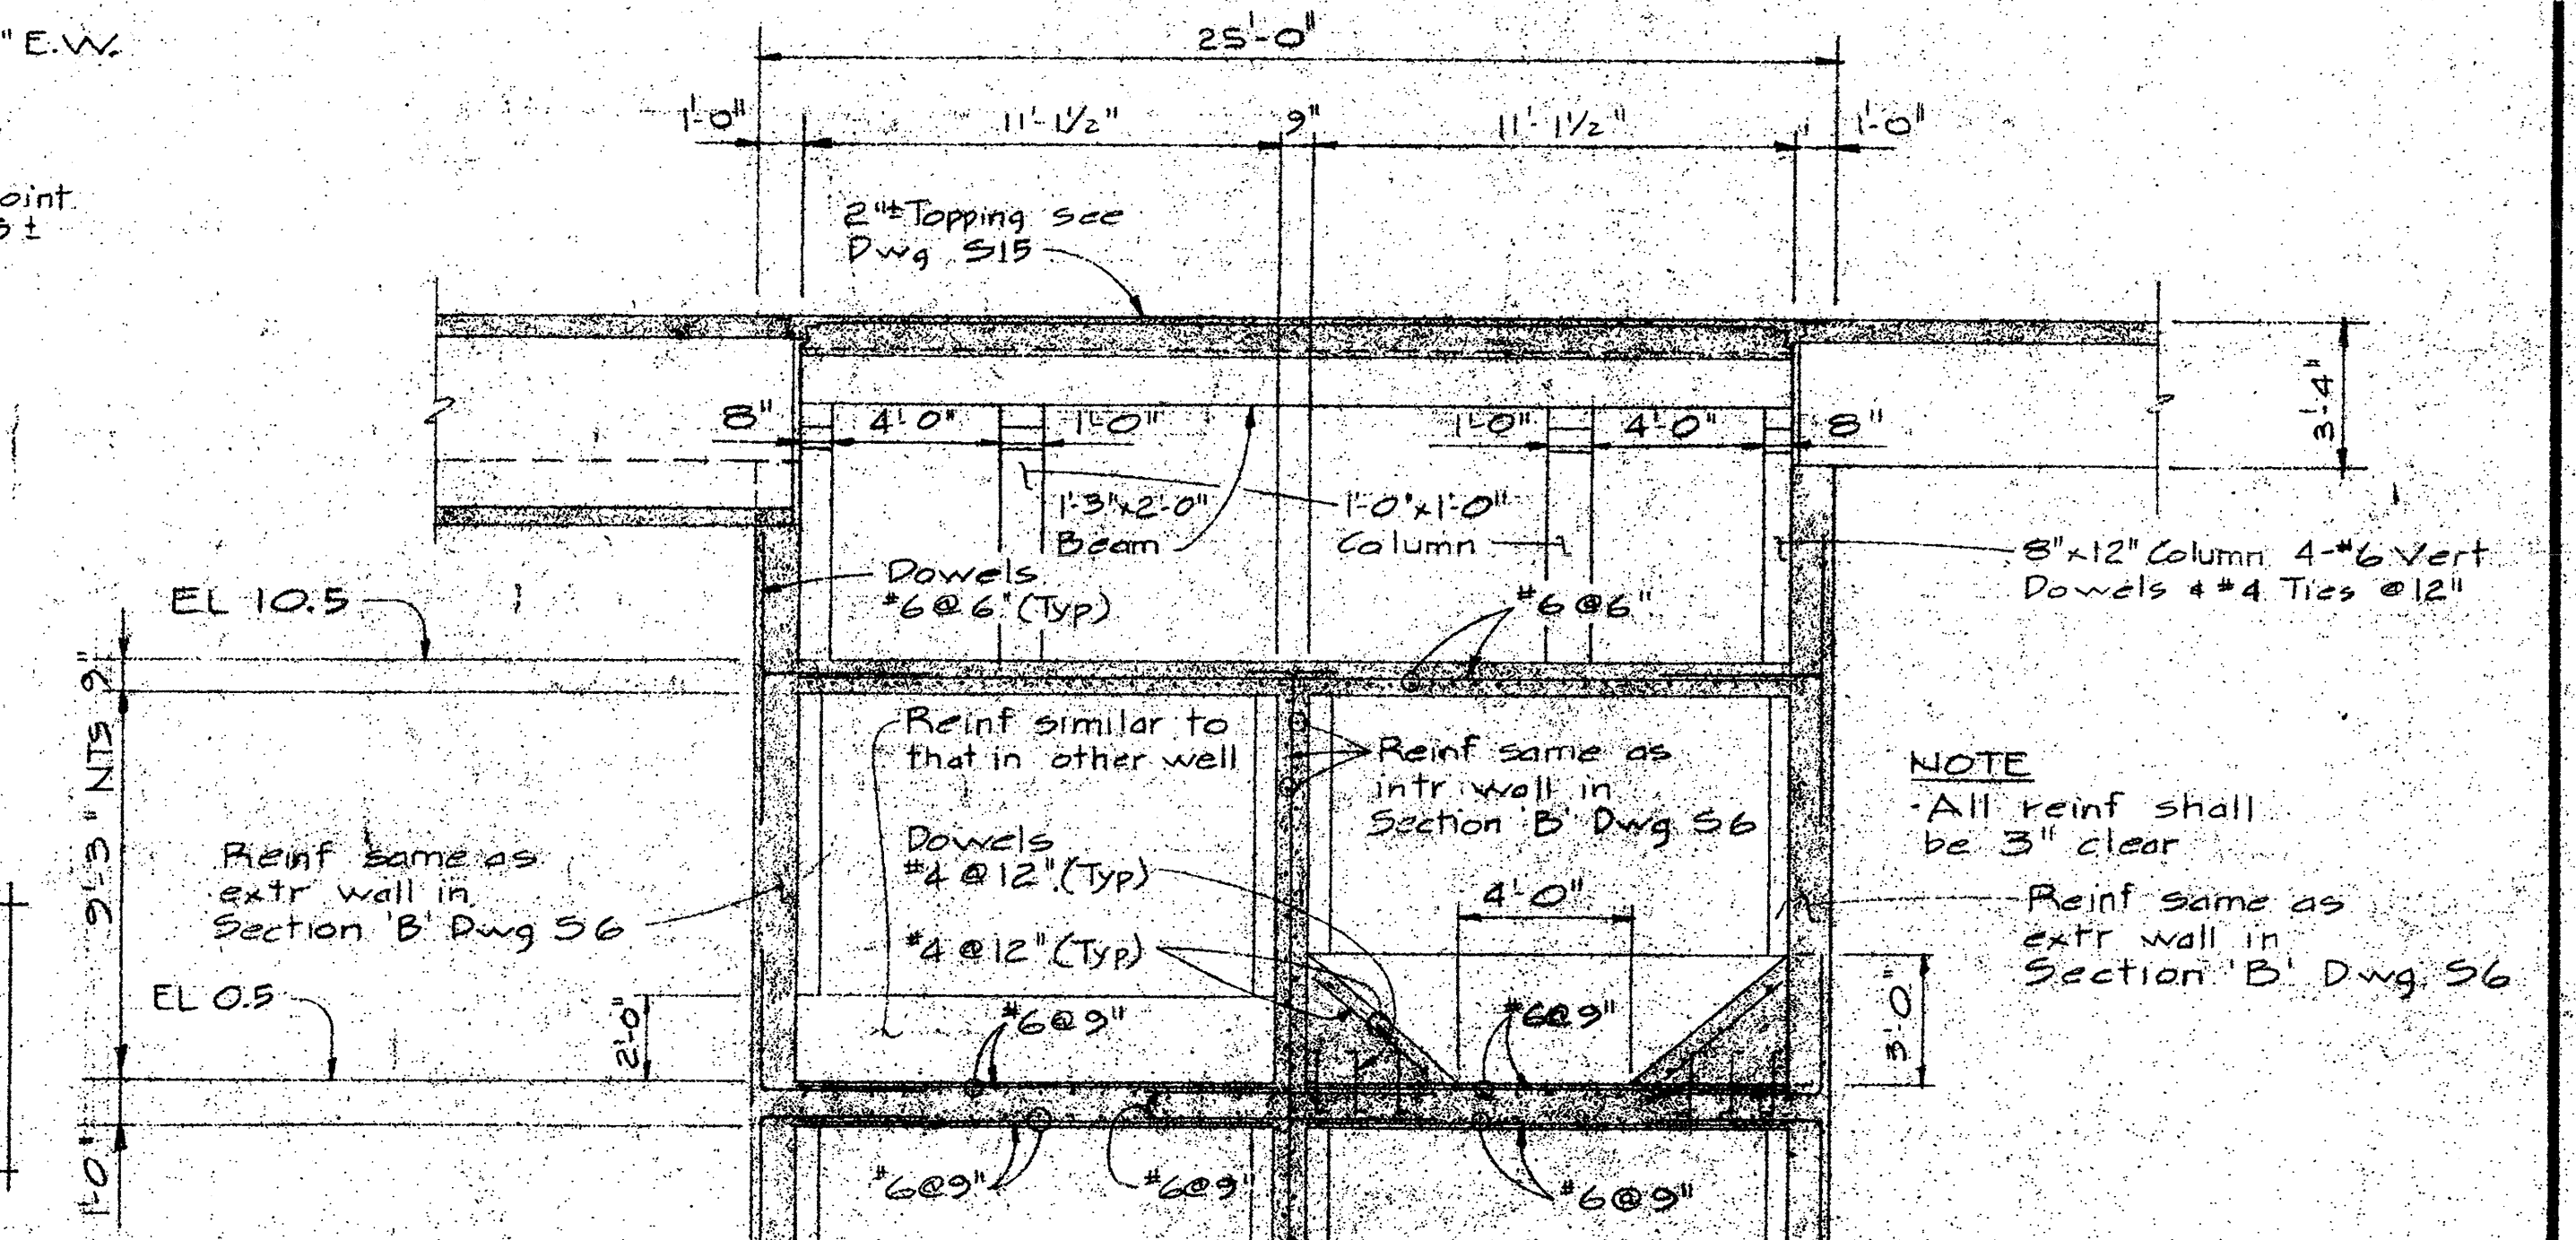 " E.W.
25'-0"
1'-0"
11'-1 1/2"
9"
11'-1 1/2"
1'-0"
oint
2"± Topping see
Dwg S15
8"
4'-0"
1'-0"
1'-0"
4'-0"
8"
3'-4"
1'-3"x2'-0"
Beam
1'-0"x1'-0"
Column
8"x12" Column 4-#6 Vert
Dowels & #4 Ties @12"
Dowels
#6@6"(Typ)
#6@6"
EL 10.5
9"
9'-3" NTS
Reinf similar to
that in other well
Reinf same as
intr wall in
Section 'B' Dwg S6
NOTE
-All reinf shall
be 3" clear
Reinf same as
extr wall in
Section 'B' Dwg S6
Dowels
#4@12".(Typ)
#4@12".(Typ)
4'-0"
Reinf same as
extr wall in
Section 'B' Dwg S6
EL 0.5
2'-0"
#6@9"
#6@9"
3'-0"
1'-0"
#6@9"
#6@9"
#6@9"